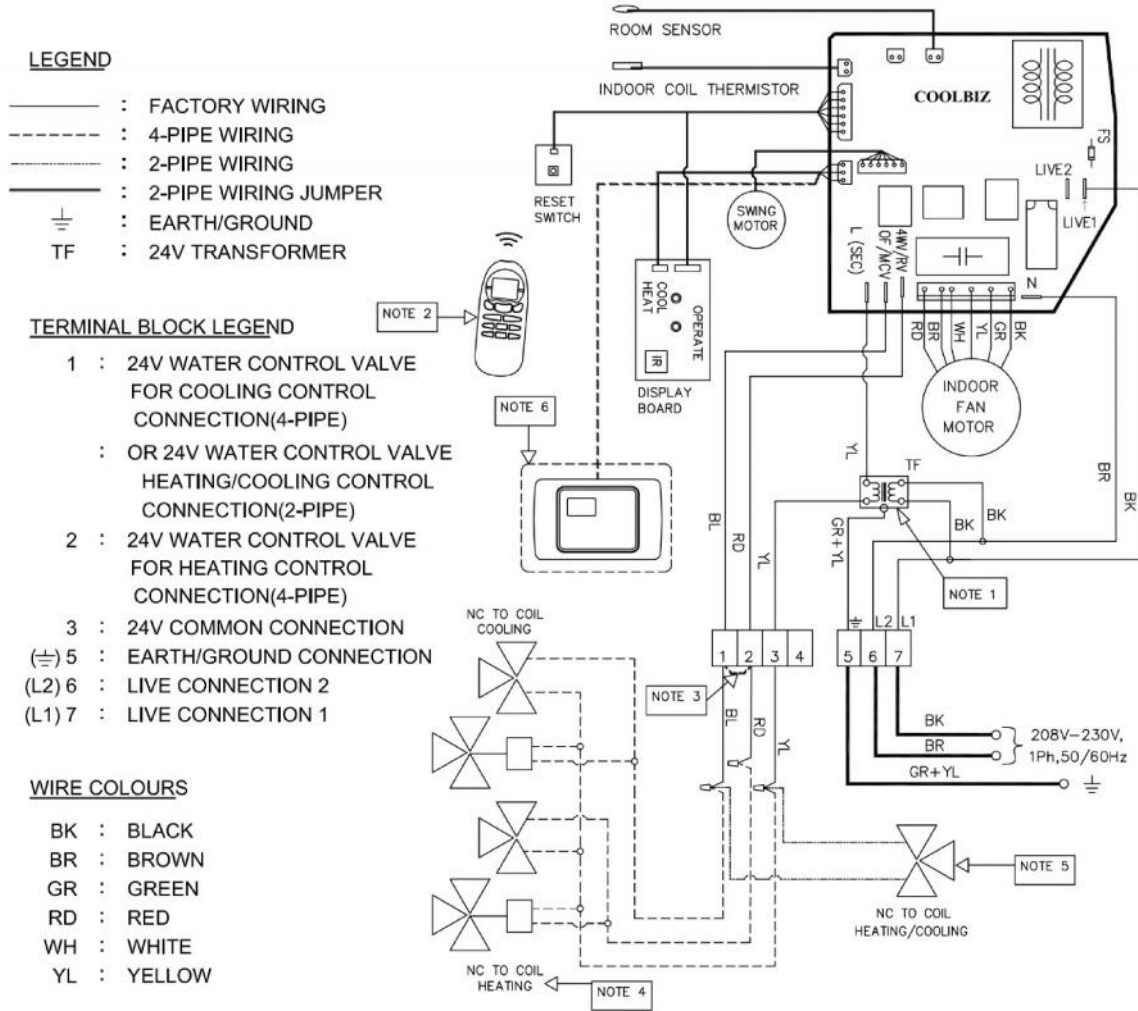 LEGEND
: FACTORY WIRING
: 4-PIPE WIRING
: 2-PIPE WIRING
: 2-PIPE WIRING JUMPER
: EARTH/GROUND
TF : 24V TRANSFORMER
TERMINAL BLOCK LEGEND
1 : 24V WATER CONTROL VALVE
FOR COOLING CONTROL
CONNECTION(4-PIPE)
: OR 24V WATER CONTROL VALVE
HEATING/COOLING CONTROL
CONNECTION(2-PIPE)
2 : 24V WATER CONTROL VALVE
FOR HEATING CONTROL
CONNECTION(4-PIPE)
3 : 24V COMMON CONNECTION
(⏚) 5 : EARTH/GROUND CONNECTION
(L2) 6 : LIVE CONNECTION 2
(L1) 7 : LIVE CONNECTION 1
WIRE COLOURS
BK : BLACK
BR : BROWN
GR : GREEN
RD : RED
WH : WHITE
YL : YELLOW
ROOM SENSOR
INDOOR COIL THERMISTOR
COOLBIZ
FS
LIVE2
LIVE1
RESET
SWITCH
SWING
MOTOR
L (SEC)
OF/MCV
4WV/RV
N
NOTE 2
COOL
HEAT
OPERATE
IR
DISPLAY
BOARD
RD
BR
WH
YL
GR
BK
INDOOR
FAN
MOTOR
NOTE 6
YL
TF
BR
BK
BL
RD
YL
GR+YL
BK
BK
NOTE 1
NC TO COIL
COOLING
L2
L1
1 2 3 4
5 6 7
NOTE 3
BL
RD
YL
BK
BR
GR+YL
208V-230V,
1Ph,50/60Hz
NOTE 5
NC TO COIL
HEATING/COOLING
NC TO COIL
HEATING
NOTE 4